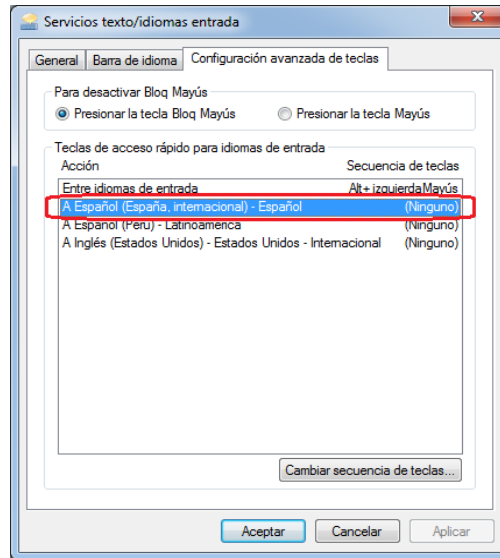 Servicios texto/idiomas entrada
General Barra de idioma Configuración avanzada de teclas
Para desactivar Bloq Mayús
Presionar la tecla Bloq Mayús Presionar la tecla Mayús
Teclas de acceso rápido para idiomas de entrada
Acción Secuencia de teclas
Entre idiomas de entrada Alt+ izquierdaMayús
A Español (España, internacional) - Español (Ninguno)
A Español (Perú) - Latinoamérica (Ninguno)
A Inglés (Estados Unidos) - Estados Unidos - Internacional (Ninguno)
Cambiar secuencia de teclas...
Aceptar Cancelar Aplicar